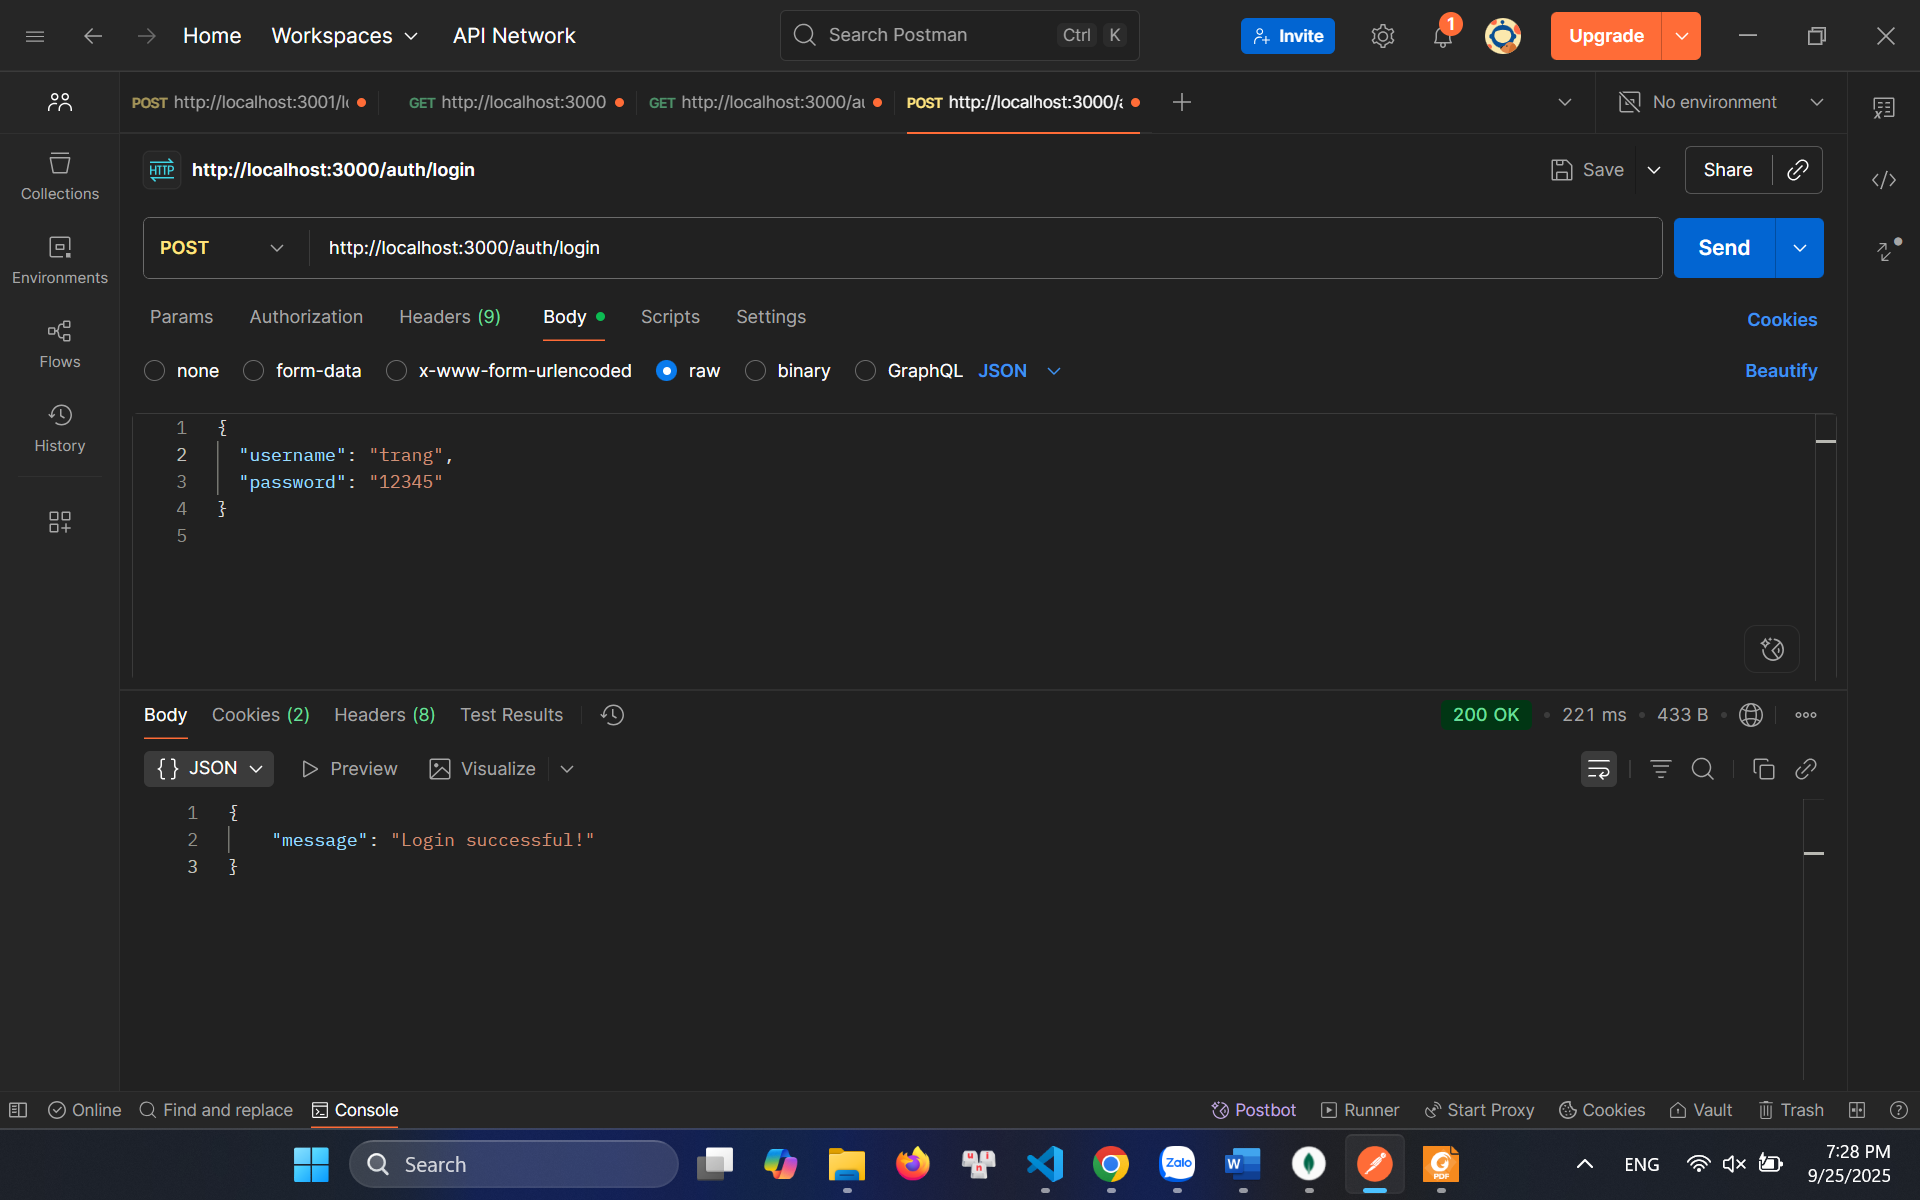 Home Workspaces API Network Search Postman Ctrl K Invite 1 Upgrade
POST http://localhost:3001/l GET http://localhost:3000 GET http://localhost:3000/au POST http://localhost:3000/a No environment
HTTP http://localhost:3000/auth/login Save Share
POST http://localhost:3000/auth/login Send
Params Authorization Headers (9) Body Scripts Settings Cookies
none form-data x-www-form-urlencoded raw binary GraphQL JSON Beautify
1 {
2 "username": "trang",
3 "password": "12345"
4 }
5
Collections
Environments
Flows
History
Body Cookies (2) Headers (8) Test Results 200 OK • 221 ms • 433 B
{} JSON Preview Visualize
1 {
2 "message": "Login successful!"
3 }
Online Find and replace Console Postbot Runner Start Proxy Cookies Vault Trash
Search Zalo W PDF ENG 7:28 PM
9/25/2025